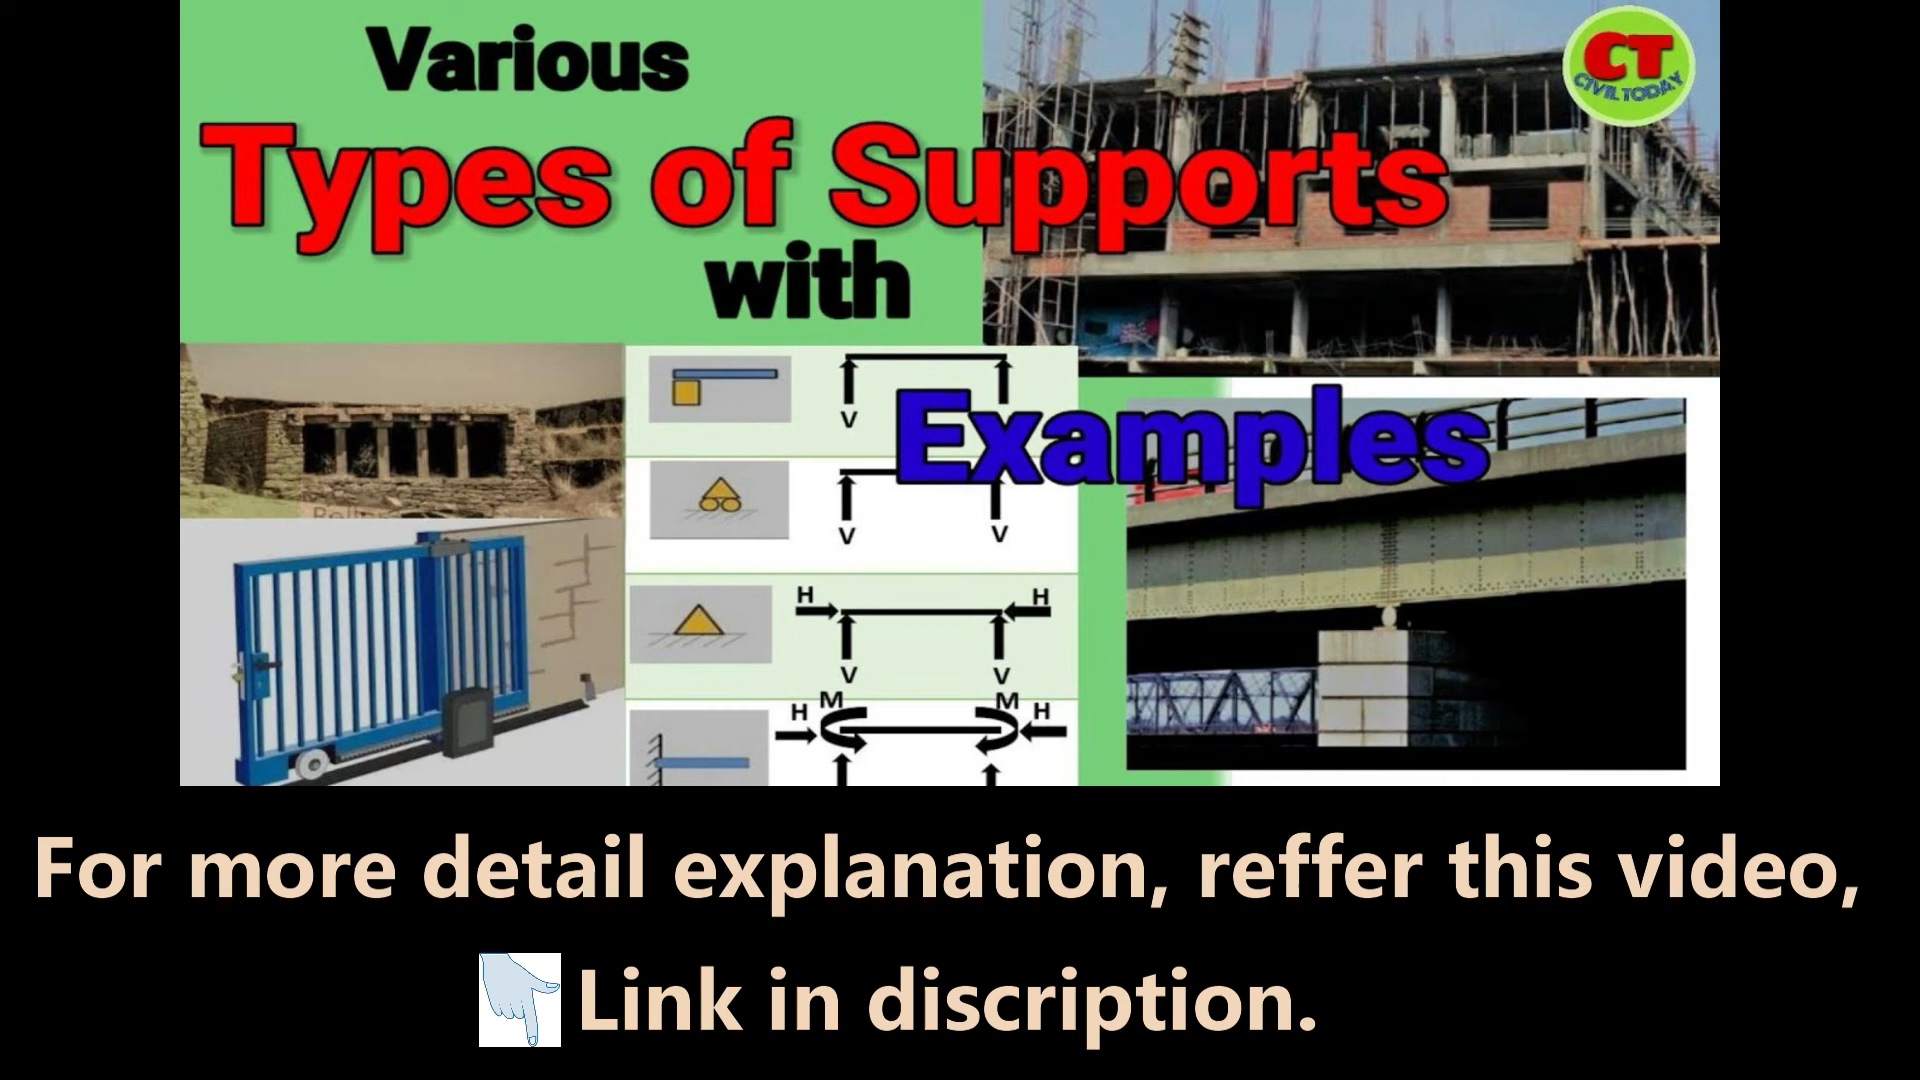 Various
Types of Supports
with
Examples
CT
CIVIL TODAY
V
V
V
H
H
V
V
M
M
H
H
For more detail explanation, reffer this video,
Link in discription.